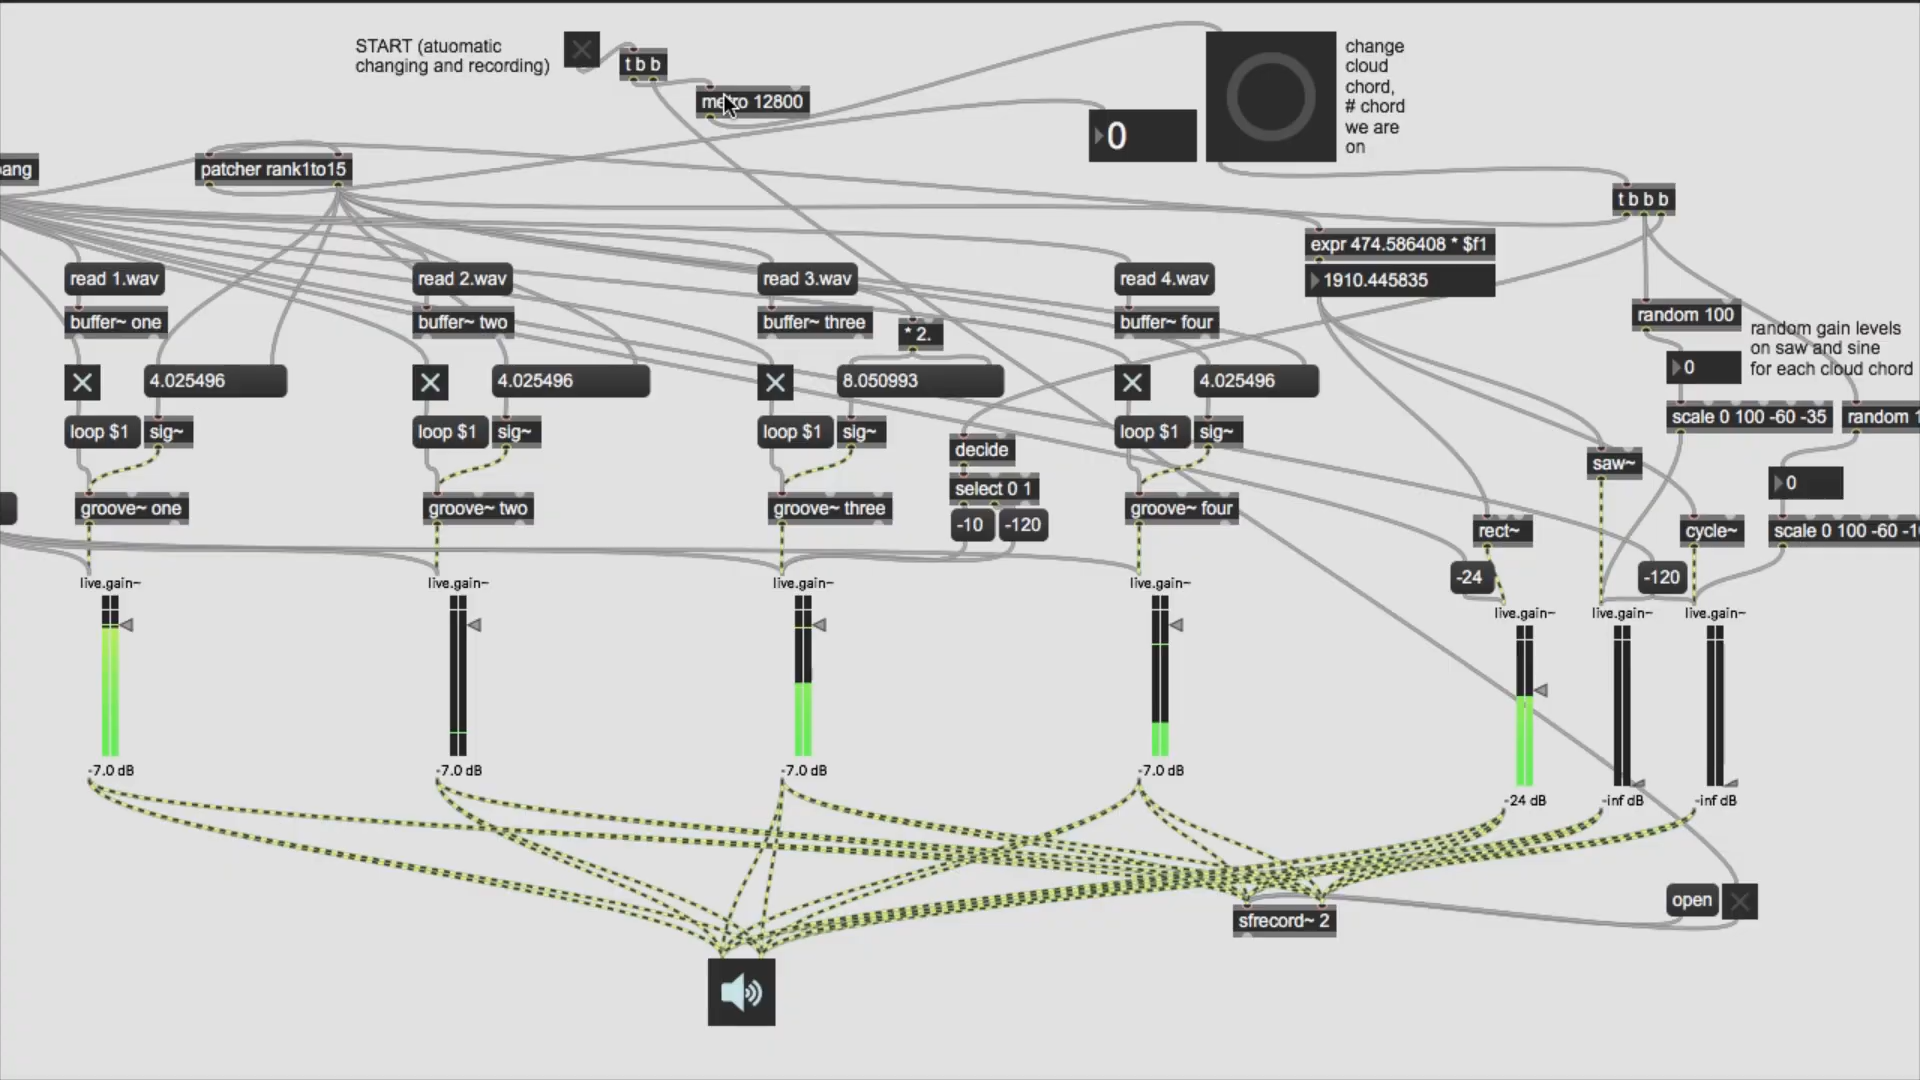 START (atuomatic
changing and recording)
t b b
metro 12800
0
change
cloud
chord,
# chord
we are
on
ang
patcher rank1to15
t b b b
expr 474.586408 * $f1
1910.445835
read 1.wav
read 2.wav
read 3.wav
read 4.wav
buffer~ one
buffer~ two
buffer~ three
buffer~ four
* 2.
random 100
random gain levels
on saw and sine
for each cloud chord
0
4.025496
4.025496
8.050993
4.025496
scale 0 100 -60 -35
random 1
loop $1
sig~
loop $1
sig~
loop $1
sig~
loop $1
sig~
decide
select 0 1
-10
-120
saw~
0
groove~ one
groove~ two
groove~ three
groove~ four
rect~
cycle~
scale 0 100 -60 -1
-24
-120
live.gain~
live.gain~
live.gain~
live.gain~
live.gain~
live.gain~
live.gain~
-7.0 dB
-7.0 dB
-7.0 dB
-7.0 dB
-24 dB
-inf dB
-inf dB
open
sfrecord~ 2